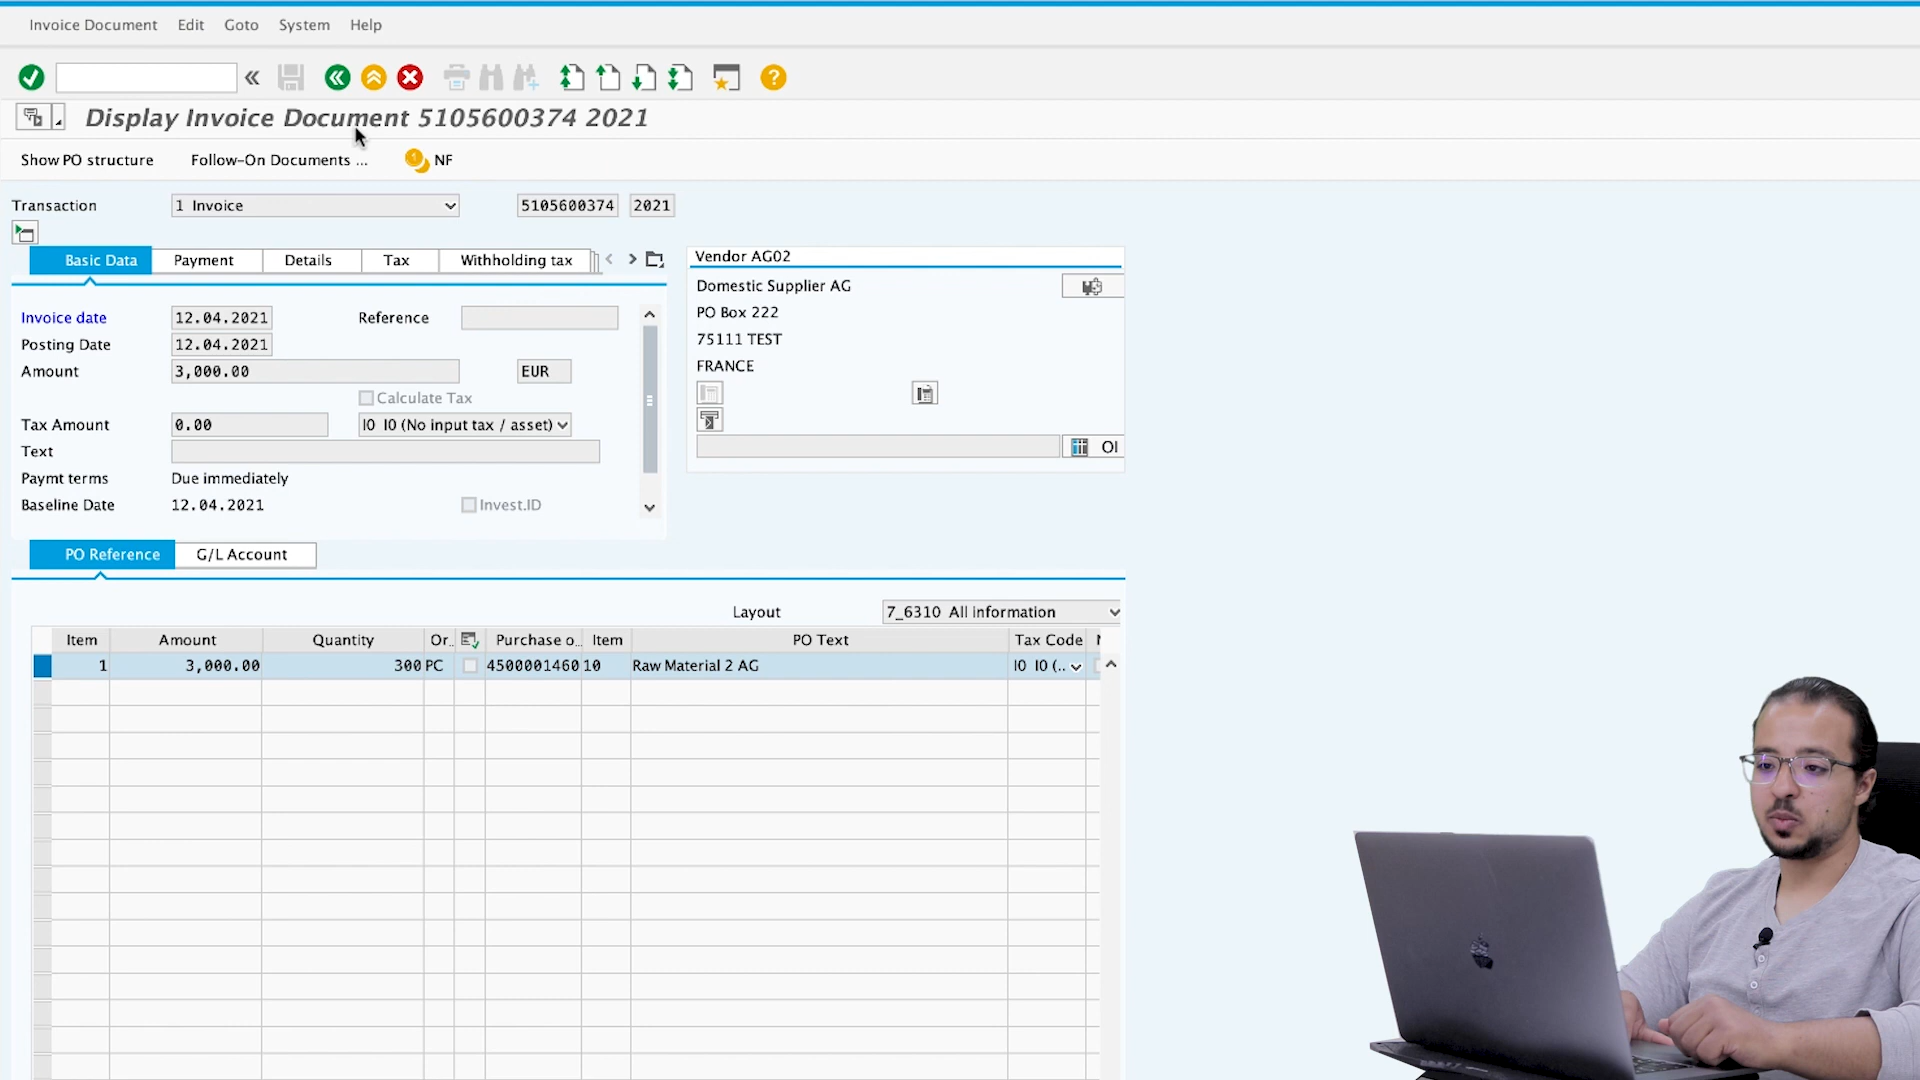 Invoice Document Edit Goto System Help
Display Invoice Document 5105600374 2021
Show PO structure Follow-On Documents ... NF
Transaction 1 Invoice 5105600374 2021
Basic Data Payment Details Tax Withholding tax
Vendor AG02
Invoice date 12.04.2021 Reference
Domestic Supplier AG
Posting Date 12.04.2021
PO Box 222
Amount 3,000.00 EUR
75111 TEST
Calculate Tax
FRANCE
Tax Amount 0.00 I0 I0 (No input tax / asset)
Text
OI
Paymt terms Due immediately
Baseline Date 12.04.2021 Invest.ID
PO Reference G/L Account
Layout 7_6310 All information
Item Amount Quantity Or.. Purchase o.. Item PO Text Tax Code
1 3,000.00 300 PC 4500001460 10 Raw Material 2 AG I0 I0 (..